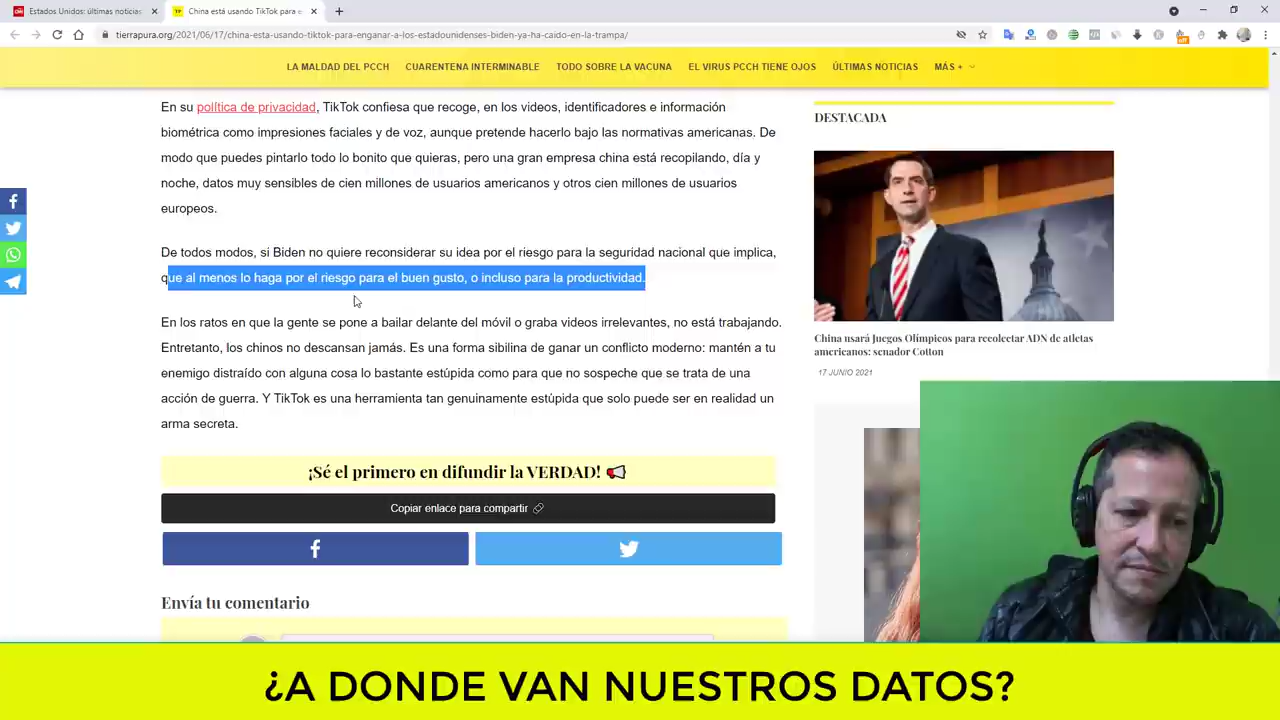 Estados Unidos: últimas noticias
China está usando TikTok para e
tierrapura.org/2021/06/17/china-esta-usando-tiktok-para-enganar-a-los-estadounidenses-biden-ya-ha-caido-en-la-trampa/
LA MALDAD DEL PCCH
CUARENTENA INTERMINABLE
TODO SOBRE LA VACUNA
EL VIRUS PCCH TIENE OJOS
ÚLTIMAS NOTICIAS
MÁS +
En su política de privacidad, TikTok confiesa que recoge, en los videos, identificadores e información
biométrica como impresiones faciales y de voz, aunque pretende hacerlo bajo las normativas americanas. De
modo que puedes pintarlo todo lo bonito que quieras, pero una gran empresa china está recopilando, día y
noche, datos muy sensibles de cien millones de usuarios americanos y otros cien millones de usuarios
europeos.
De todos modos, si Biden no quiere reconsiderar su idea por el riesgo para la seguridad nacional que implica,
que al menos lo haga por el riesgo para el buen gusto, o incluso para la productividad.
En los ratos en que la gente se pone a bailar delante del móvil o graba videos irrelevantes, no está trabajando.
Entretanto, los chinos no descansan jamás. Es una forma sibilina de ganar un conflicto moderno: mantén a tu
enemigo distraído con alguna cosa lo bastante estúpida como para que no sospeche que se trata de una
acción de guerra. Y TikTok es una herramienta tan genuinamente estúpida que solo puede ser en realidad un
arma secreta.
¡Sé el primero en difundir la VERDAD!
Copiar enlace para compartir
Envía tu comentario
DESTACADA
China usará Juegos Olímpicos para recolectar ADN de atletas
americanos: senador Cotton
17 JUNIO 2021
¿A DONDE VAN NUESTROS DATOS?